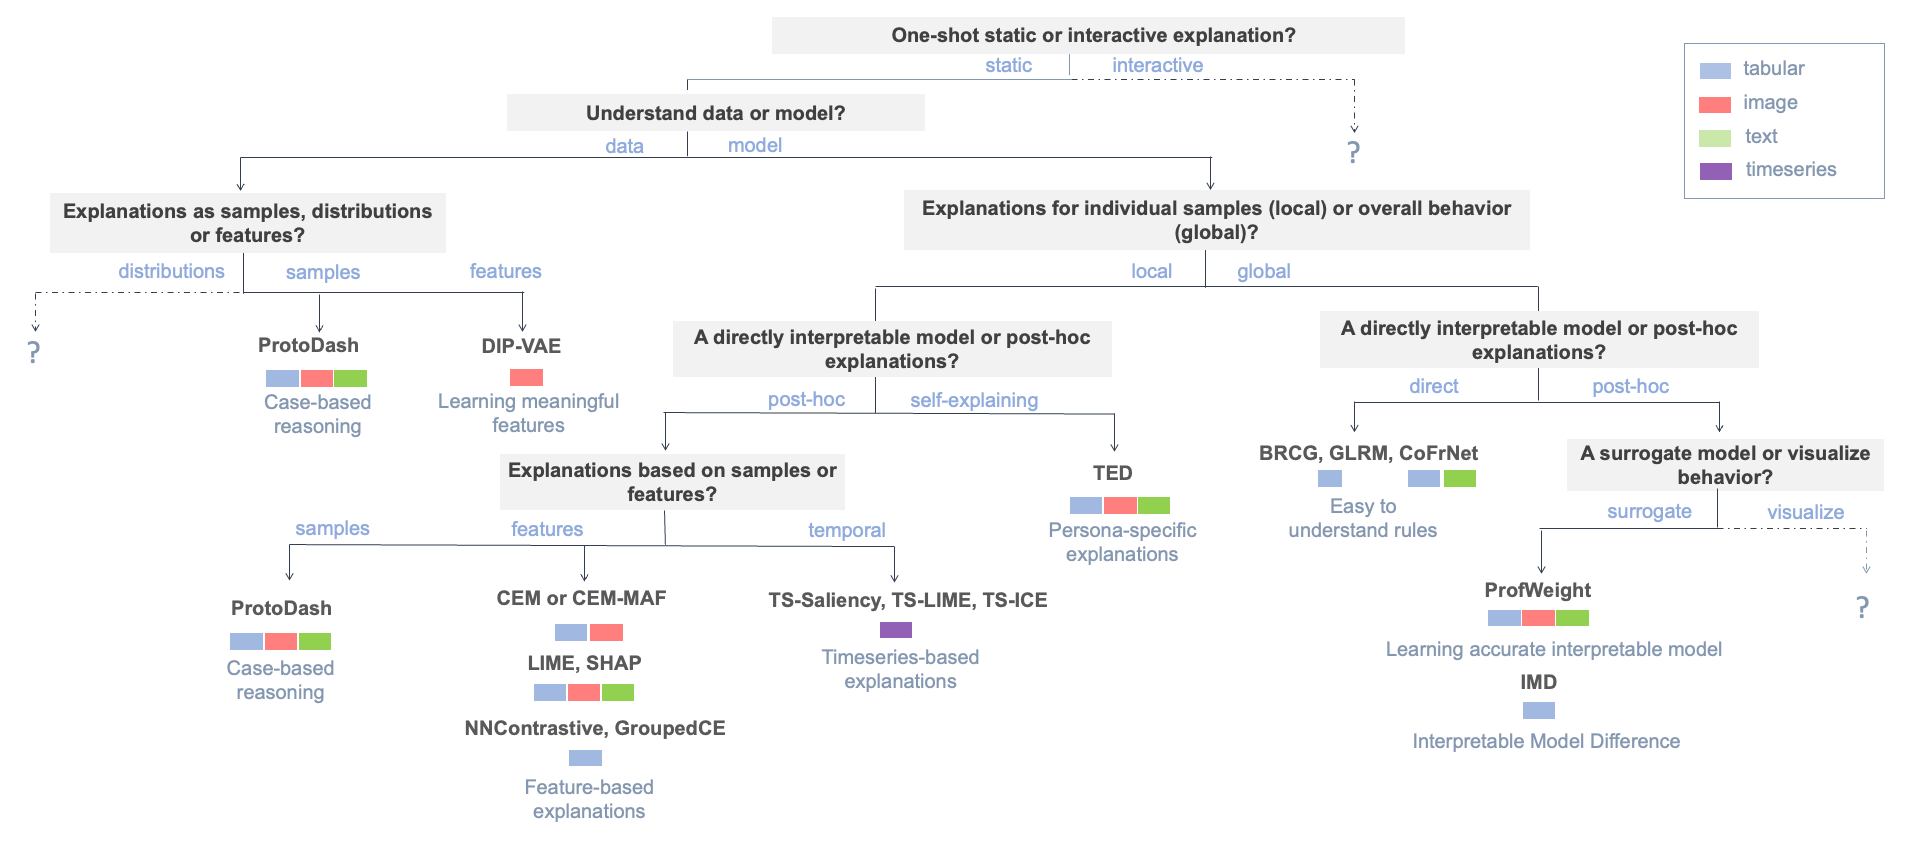 One-shot static or interactive explanation?
static
interactive
tabular
image
text
timeseries
Understand data or model?
data
model
?
Explanations as samples, distributions
or features?
Explanations for individual samples (local) or overall behavior
(global)?
distributions
samples
features
local
global
?
ProtoDash
Case-based
reasoning
DIP-VAE
Learning meaningful
features
A directly interpretable model or post-hoc
explanations?
A directly interpretable model or post-hoc
explanations?
post-hoc
self-explaining
direct
post-hoc
Explanations based on samples or
features?
TED
Persona-specific
explanations
BRCG, GLRM, CoFrNet
Easy to
understand rules
A surrogate model or visualize
behavior?
samples
features
temporal
surrogate
visualize
ProtoDash
Case-based
reasoning
CEM or CEM-MAF
LIME, SHAP
NNContrastive, GroupedCE
Feature-based
explanations
TS-Saliency, TS-LIME, TS-ICE
Timeseries-based
explanations
ProfWeight
Learning accurate interpretable model
IMD
Interpretable Model Difference
?